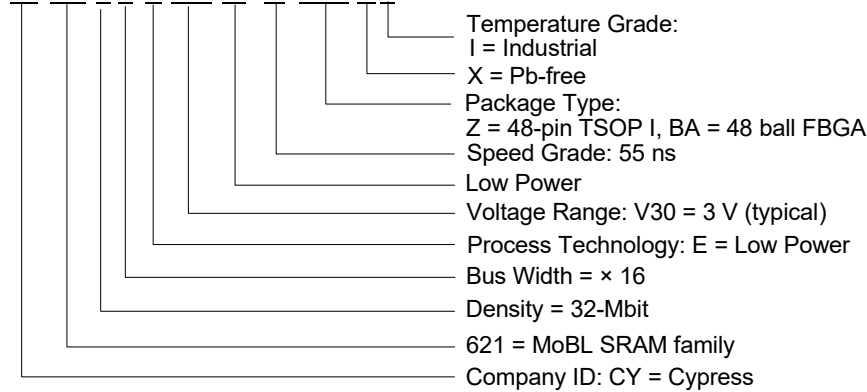 Temperature Grade:
I = Industrial
X = Pb-free
Package Type:
Z = 48-pin TSOP I, BA = 48 ball FBGA
Speed Grade: 55 ns
Low Power
Voltage Range: V30 = 3 V (typical)
Process Technology: E = Low Power
Bus Width = × 16
Density = 32-Mbit
621 = MoBL SRAM family
Company ID: CY = Cypress